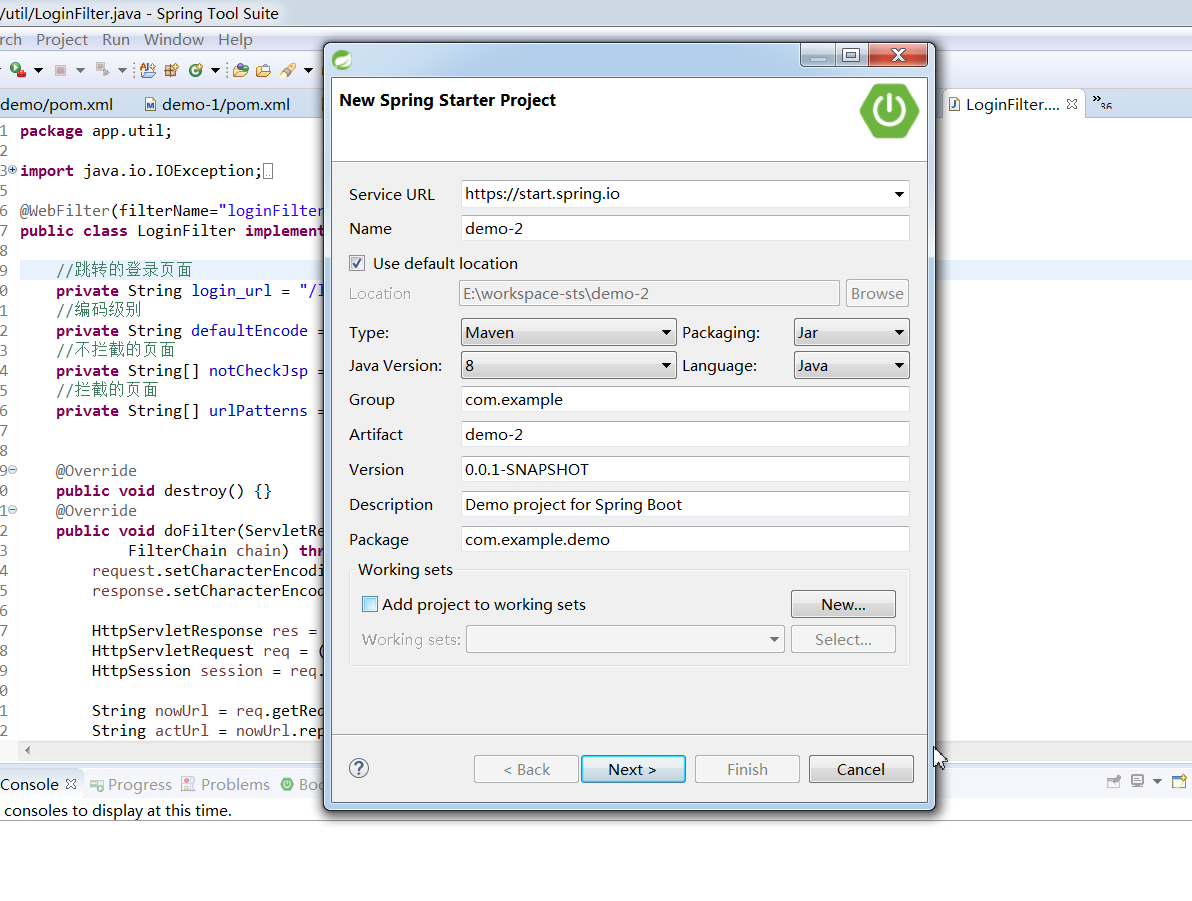 /util/LoginFilter.java - Spring Tool Suite
rch Project Run Window Help
demo/pom.xml demo-1/pom.xml LoginFilter.... »36
1 package app.util;
2
3 import java.io.IOException;
5
6 @WebFilter(filterName="loginFilter
7 public class LoginFilter implement
8
9 //跳转的登录页面
0 private String login_url = "/l
1 //编码级别
2 private String defaultEncode =
3 //不拦截的页面
4 private String[] notCheckJsp =
5 //拦截的页面
6 private String[] urlPatterns =
7
8
9 @Override
0 public void destroy() {}
1 @Override
2 public void doFilter(ServletRe
3 FilterChain chain) thr
4 request.setCharacterEncodi
5 response.setCharacterEncod
6
7 HttpServletResponse res =
8 HttpServletRequest req = (
9 HttpSession session = req.
0
1 String nowUrl = req.getReq
2 String actUrl = nowUrl.rep
Console Progress Problems Boo
consoles to display at this time.
New Spring Starter Project
Service URL https://start.spring.io
Name demo-2
Use default location
Location E:\workspace-sts\demo-2 Browse
Type: Maven Packaging: Jar
Java Version: 8 Language: Java
Group com.example
Artifact demo-2
Version 0.0.1-SNAPSHOT
Description Demo project for Spring Boot
Package com.example.demo
Working sets
Add project to working sets New...
Working sets: Select...
? < Back Next > Finish Cancel